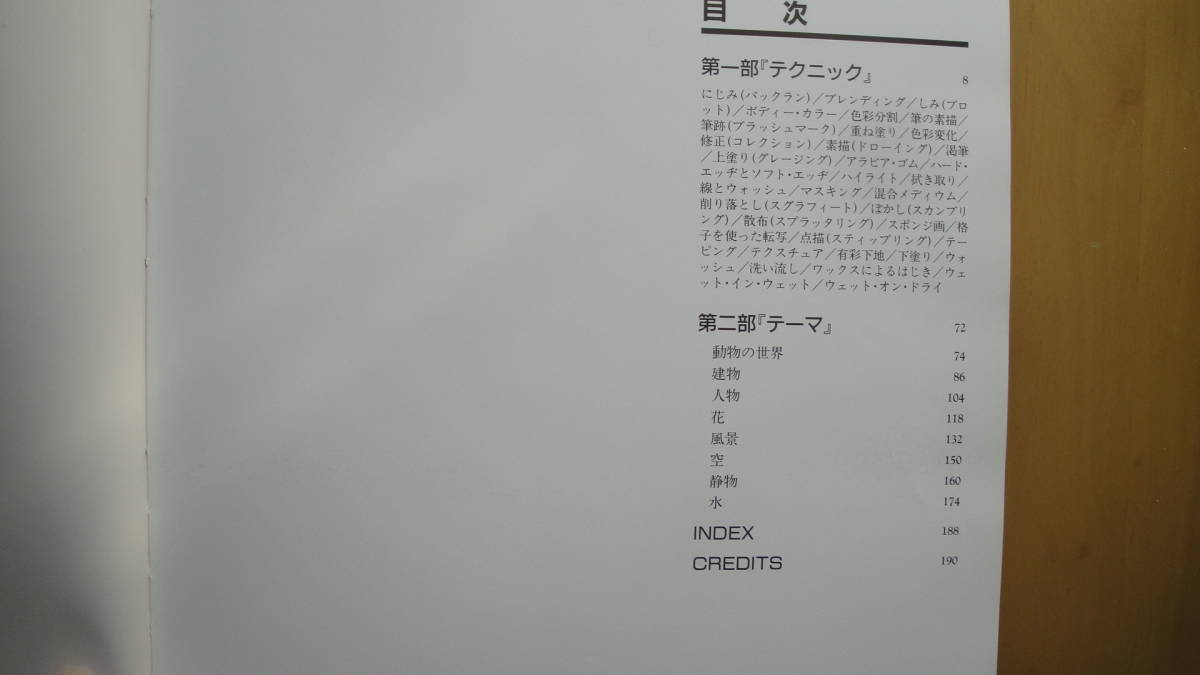 目 次
第一部『テクニック』 8
にじみ(バックラン)／ブレンディング／しみ(ブロ
ット)／ボディー・カラー／色彩分割／筆の素描／
筆跡(ブラッシュマーク)／重ね塗り／色彩変化／
修正(コレクション)／素描(ドローイング)／渇筆
／上塗り(グレージング)／アラビア・ゴム／ハード・
エッヂとソフト・エッヂ／ハイライト／拭き取り／
線とウォッシュ／マスキング／混合メディウム／
削り落とし(スグラフィート)／ぼかし(スカンブリ
ング)／散布(スプラッタリング)／スポンジ画／格
子を使った転写／点描(スティップリング)／テー
ピング／テクスチュア／有彩下地／下塗り／ウォ
ッシュ／洗い流し／ワックスによるはじき／ウェ
ット・イン・ウェット／ウェット・オン・ドライ
第二部『テーマ』 72
動物の世界 74
建物 86
人物 104
花 118
風景 132
空 150
静物 160
水 174
INDEX 188
CREDITS 190